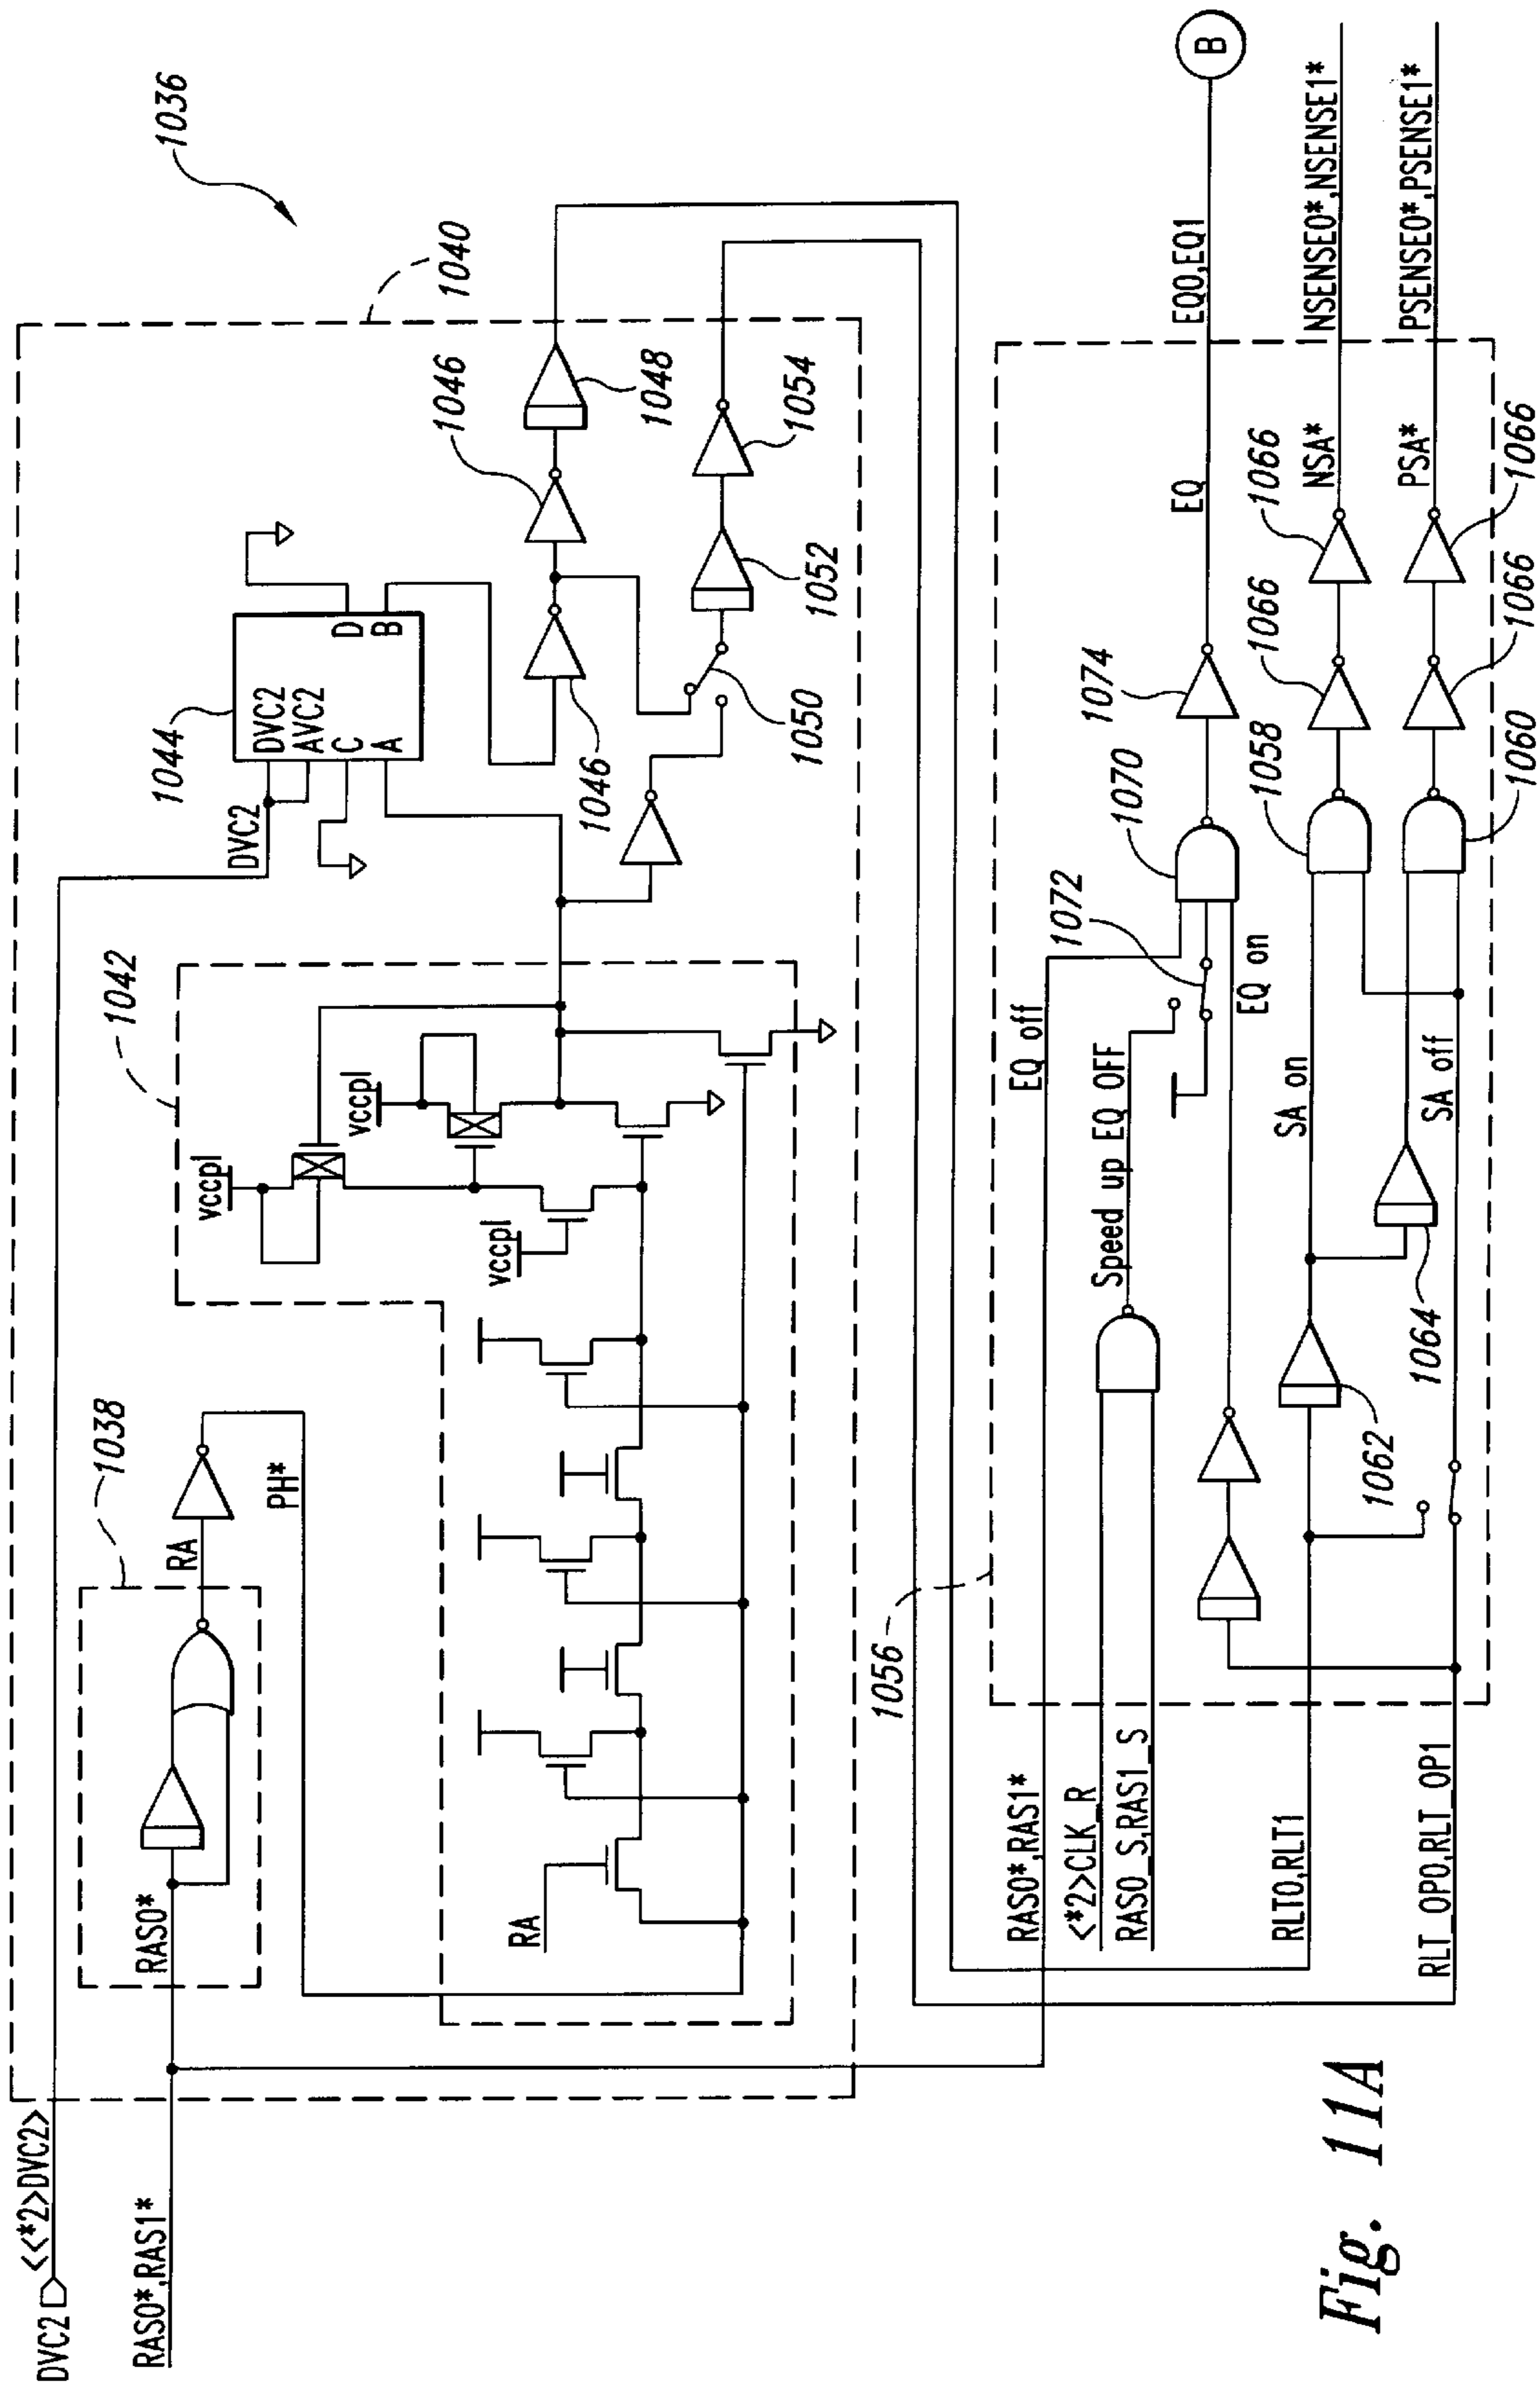 1036
DVC2
<<*2>DVC2>
RAS0*,RAS1*
1038
RAS0*
RA
PH*
1040
1042
vccpl
vccpl
vccpl
RA
1044
DVC2
DVC2
AVC2
C
A
D
B
1046
1046
1048
1050
1052
1054
1056
RAS0*,RAS1*
<*2>CLK_R
RAS0_S,RAS1_S
RLT0,RLT1
RLT_OP0,RLT_OP1
EQ off
Speed up EQ OFF
1072
EQ on
1070
1074
EQ
EQ0,EQ1
B
SA on
SA off
1062
1064
1058
1060
1066
1066
1066
1066
NSA*
PSA*
NSENSE0*,NSENSE1*
PSENSE0*,PSENSE1*
Fig. 11A